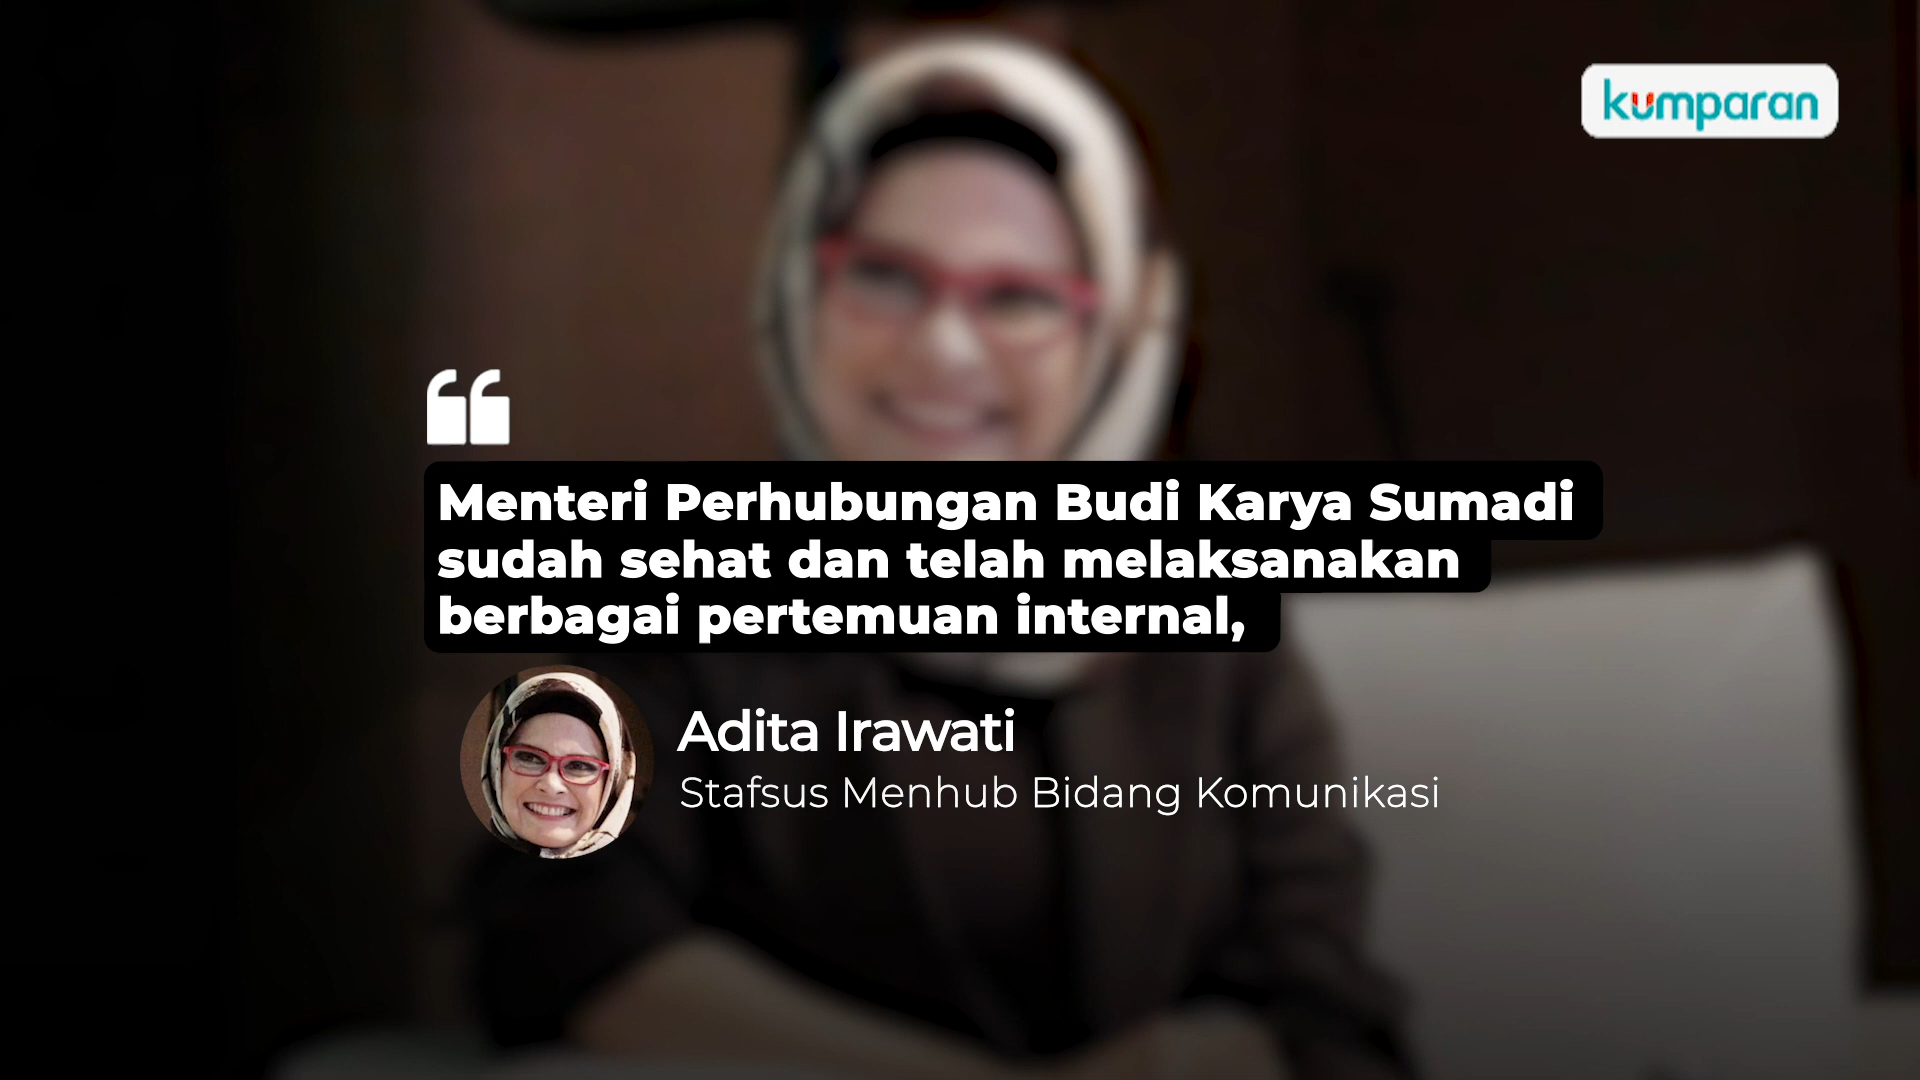 kumparan
“
Menteri Perhubungan Budi Karya Sumadi
sudah sehat dan telah melaksanakan
berbagai pertemuan internal,
Adita Irawati
Stafsus Menhub Bidang Komunikasi